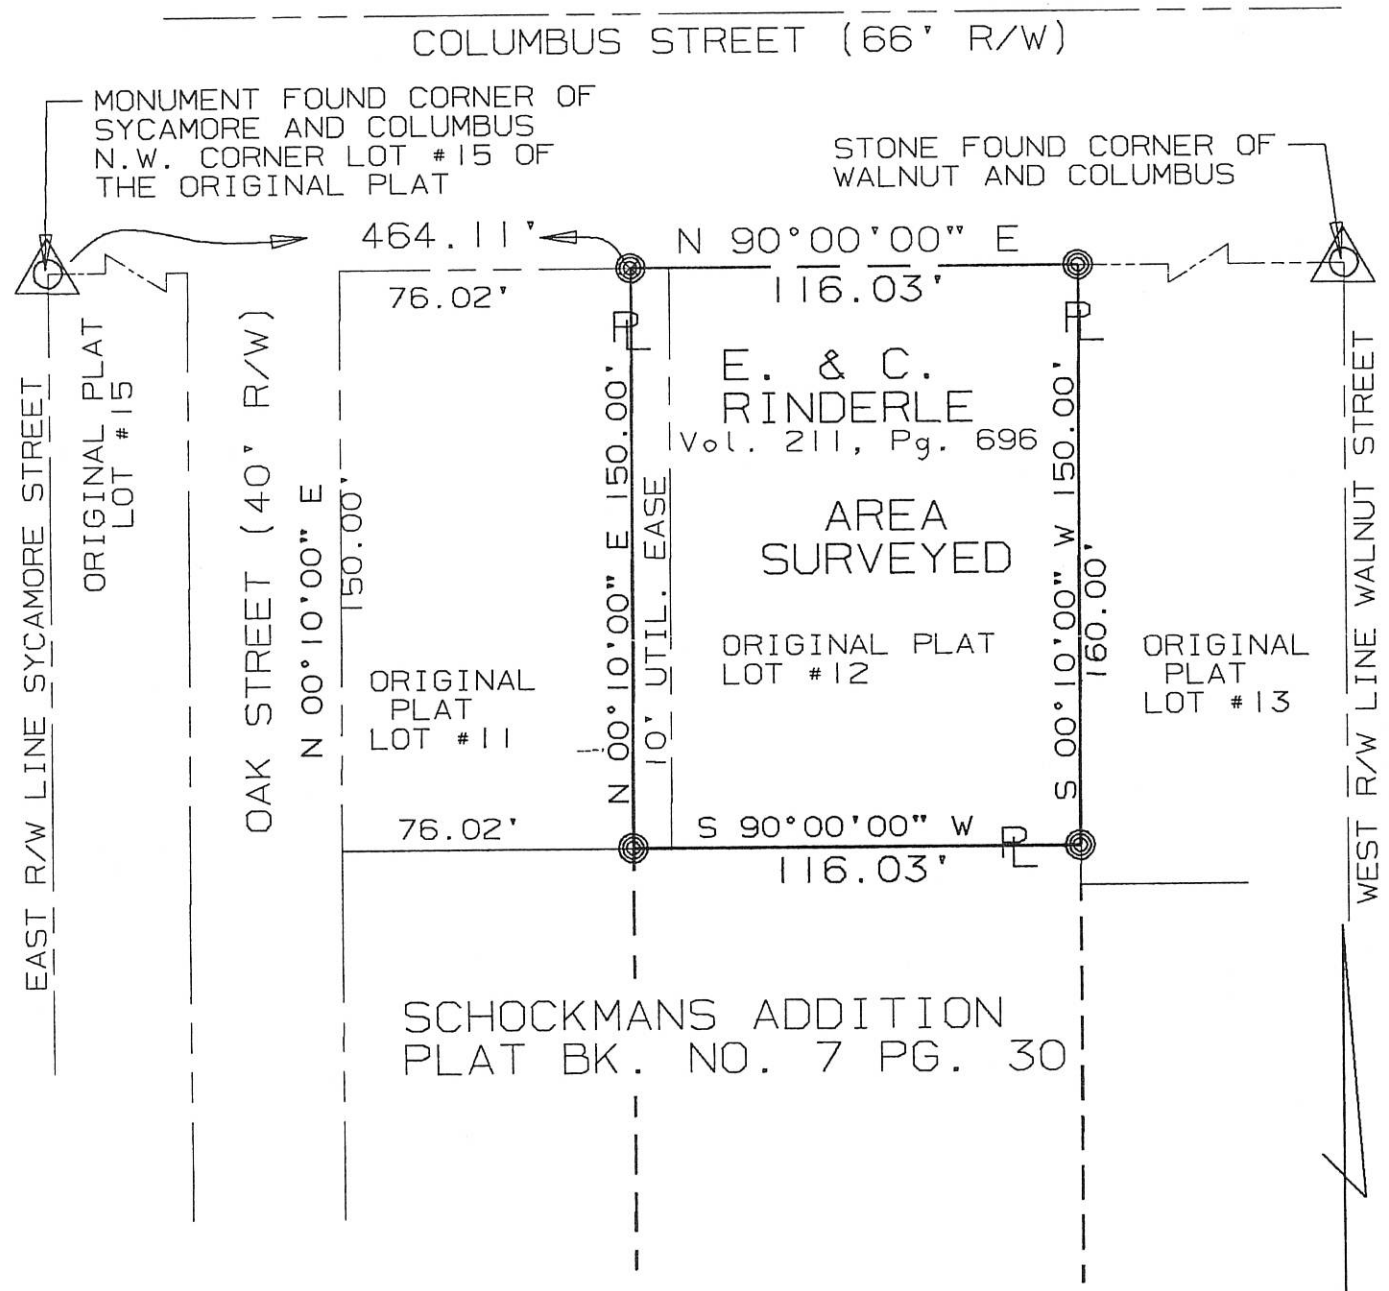 COLUMBUS STREET (66' R/W)
MONUMENT FOUND CORNER OF
SYCAMORE AND COLUMBUS
N.W. CORNER LOT #15 OF
THE ORIGINAL PLAT
STONE FOUND CORNER OF
WALNUT AND COLUMBUS
464.11'
N 90°00'00" E
76.02'
116.03'
PL
PL
EAST R/W LINE SYCAMORE STREET
ORIGINAL PLAT
LOT #15
OAK STREET (40' R/W)
N 00°10'00" E
150.00'
ORIGINAL
PLAT
LOT #11
N 00°10'00" E 150.00'
10' UTIL. EASE
E. & C.
RINDERLE
Vol. 211, Pg. 696
AREA
SURVEYED
ORIGINAL PLAT
LOT #12
S 00°10'00" W 150.00'
160.00'
ORIGINAL
PLAT
LOT #13
WEST R/W LINE WALNUT STREET
76.02'
S 90°00'00" W
PL
116.03'
SCHOCKMANS ADDITION
PLAT BK. NO. 7 PG. 30